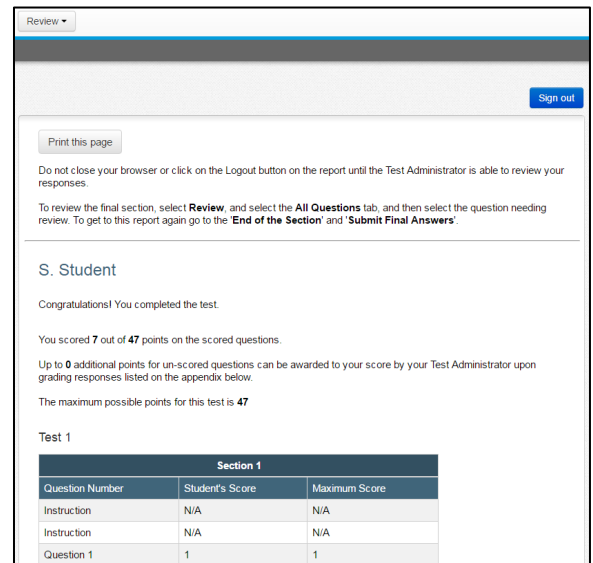 Review
Sign out
Print this page
Do not close your browser or click on the Logout button on the report until the Test Administrator is able to review your
responses.
To review the final section, select Review, and select the All Questions tab, and then select the question needing
review. To get to this report again go to the 'End of the Section' and 'Submit Final Answers'.
S. Student
Congratulations! You completed the test.
You scored 7 out of 47 points on the scored questions.
Up to 0 additional points for un-scored questions can be awarded to your score by your Test Administrator upon
grading responses listed on the appendix below.
The maximum possible points for this test is 47
Test 1
Section 1
Question Number Student's Score Maximum Score
Instruction N/A N/A
Instruction N/A N/A
Question 1 1 1